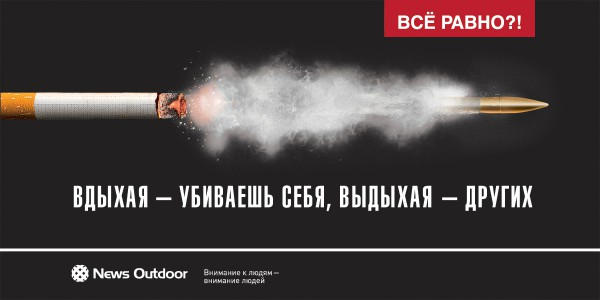 ВСЁ РАВНО?!
ВДЫХАЯ – УБИВАЕШЬ СЕБЯ, ВЫДЫХАЯ – ДРУГИХ
News Outdoor
Внимание к людям –
внимание людей